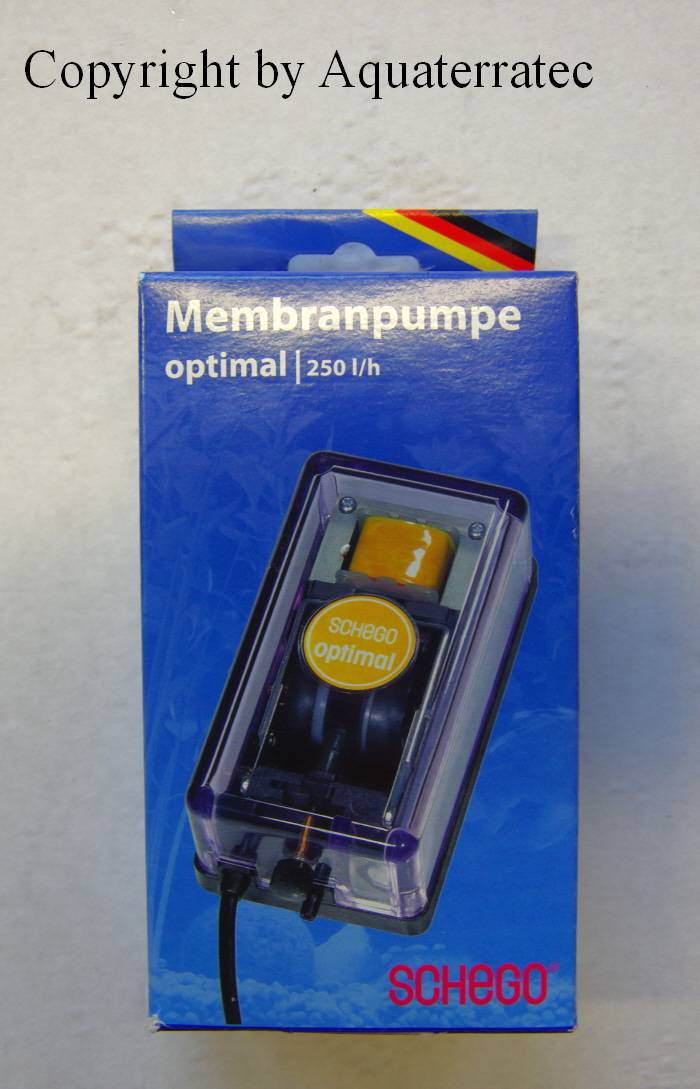 Copyright by Aquaterratec
Membranpumpe
optimal | 250 l/h
SCHEGO
optimal
SCHEGO®